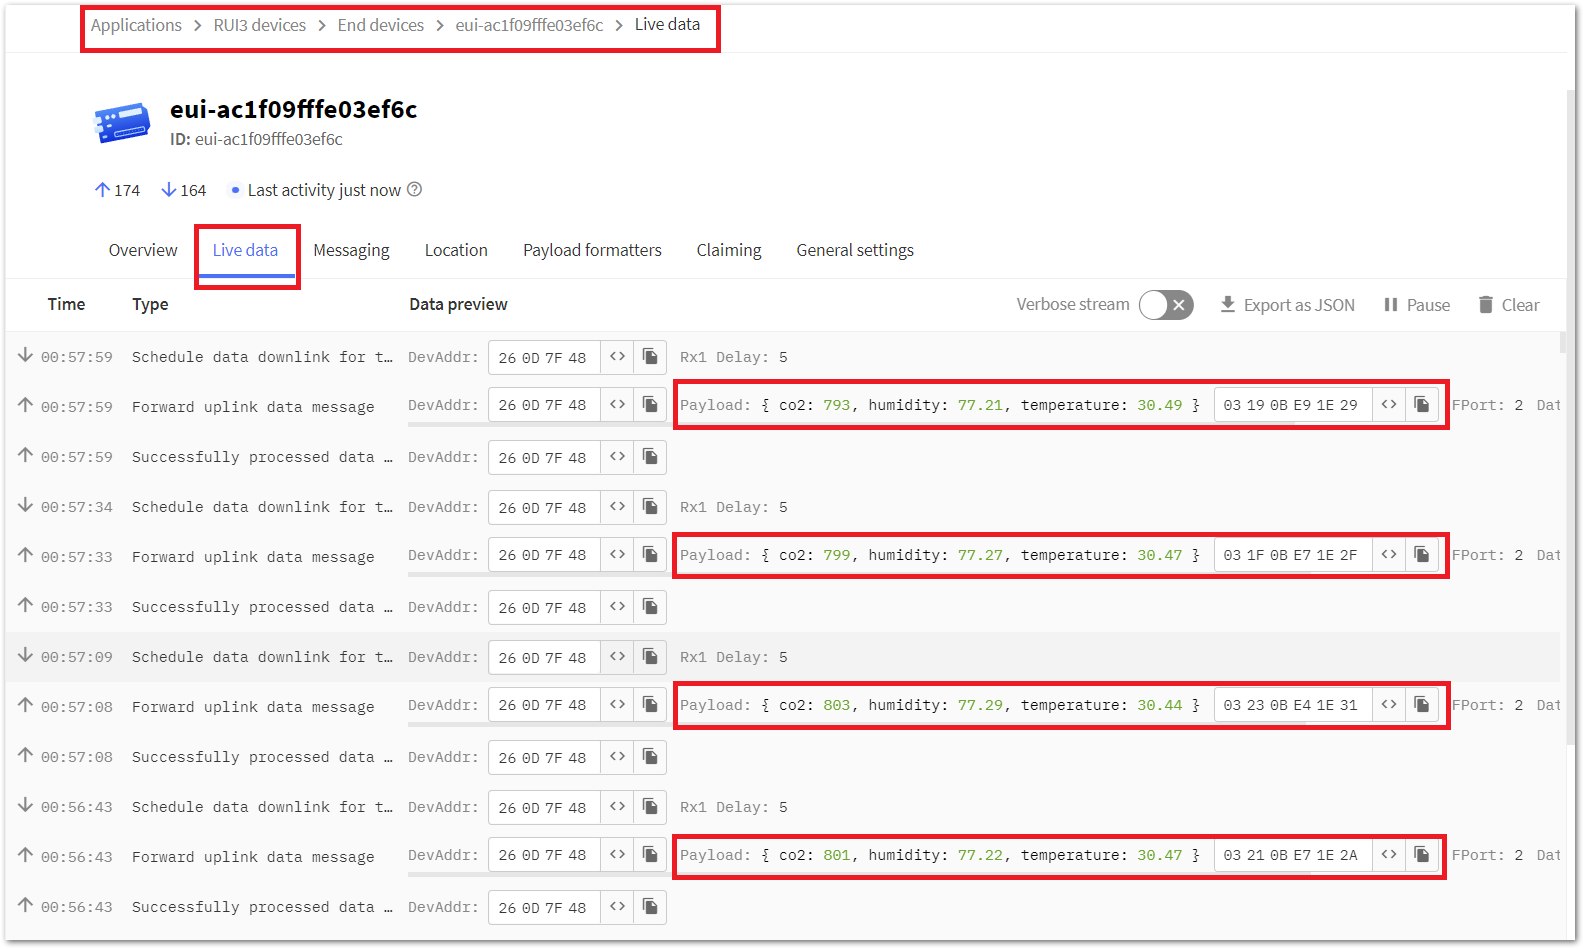 Applications > RUI3 devices > End devices > eui-ac1f09fffe03ef6c > Live data
eui-ac1f09fffe03ef6c
ID: eui-ac1f09fffe03ef6c
174 164 Last activity just now
Overview Live data Messaging Location Payload formatters Claiming General settings
Time Type Data preview Verbose stream Export as JSON Pause Clear
00:57:59 Schedule data downlink for t… DevAddr: 26 0D 7F 48 <> Rx1 Delay: 5
00:57:59 Forward uplink data message DevAddr: 26 0D 7F 48 <> Payload: { co2: 793, humidity: 77.21, temperature: 30.49 } 03 19 0B E9 1E 29 <> FPort: 2 Dat
00:57:59 Successfully processed data … DevAddr: 26 0D 7F 48 <>
00:57:34 Schedule data downlink for t… DevAddr: 26 0D 7F 48 <> Rx1 Delay: 5
00:57:33 Forward uplink data message DevAddr: 26 0D 7F 48 <> Payload: { co2: 799, humidity: 77.27, temperature: 30.47 } 03 1F 0B E7 1E 2F <> FPort: 2 Dat
00:57:33 Successfully processed data … DevAddr: 26 0D 7F 48 <>
00:57:09 Schedule data downlink for t… DevAddr: 26 0D 7F 48 <> Rx1 Delay: 5
00:57:08 Forward uplink data message DevAddr: 26 0D 7F 48 <> Payload: { co2: 803, humidity: 77.29, temperature: 30.44 } 03 23 0B E4 1E 31 <> FPort: 2 Dat
00:57:08 Successfully processed data … DevAddr: 26 0D 7F 48 <>
00:56:43 Schedule data downlink for t… DevAddr: 26 0D 7F 48 <> Rx1 Delay: 5
00:56:43 Forward uplink data message DevAddr: 26 0D 7F 48 <> Payload: { co2: 801, humidity: 77.22, temperature: 30.47 } 03 21 0B E7 1E 2A <> FPort: 2 Dat
00:56:43 Successfully processed data … DevAddr: 26 0D 7F 48 <>